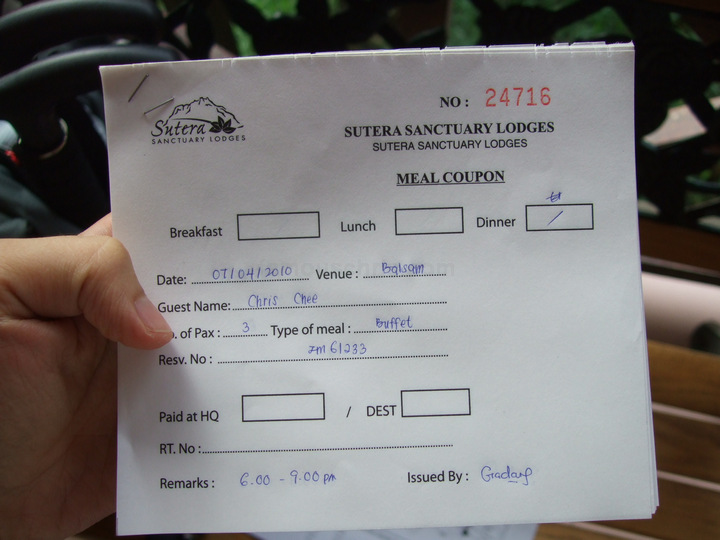 NO : 24716
Sutera
SANCTUARY LODGES
SUTERA SANCTUARY LODGES
SUTERA SANCTUARY LODGES
MEAL COUPON
Breakfast Lunch Dinner /
Date: 07/04/2010 Venue : Balsam
Guest Name: Chris Chee
. of Pax : 3 Type of meal : Buffet
Resv. No : ZM 61233
Paid at HQ / DEST
RT. No :
Remarks : 6.00 - 9.00 pm Issued By :